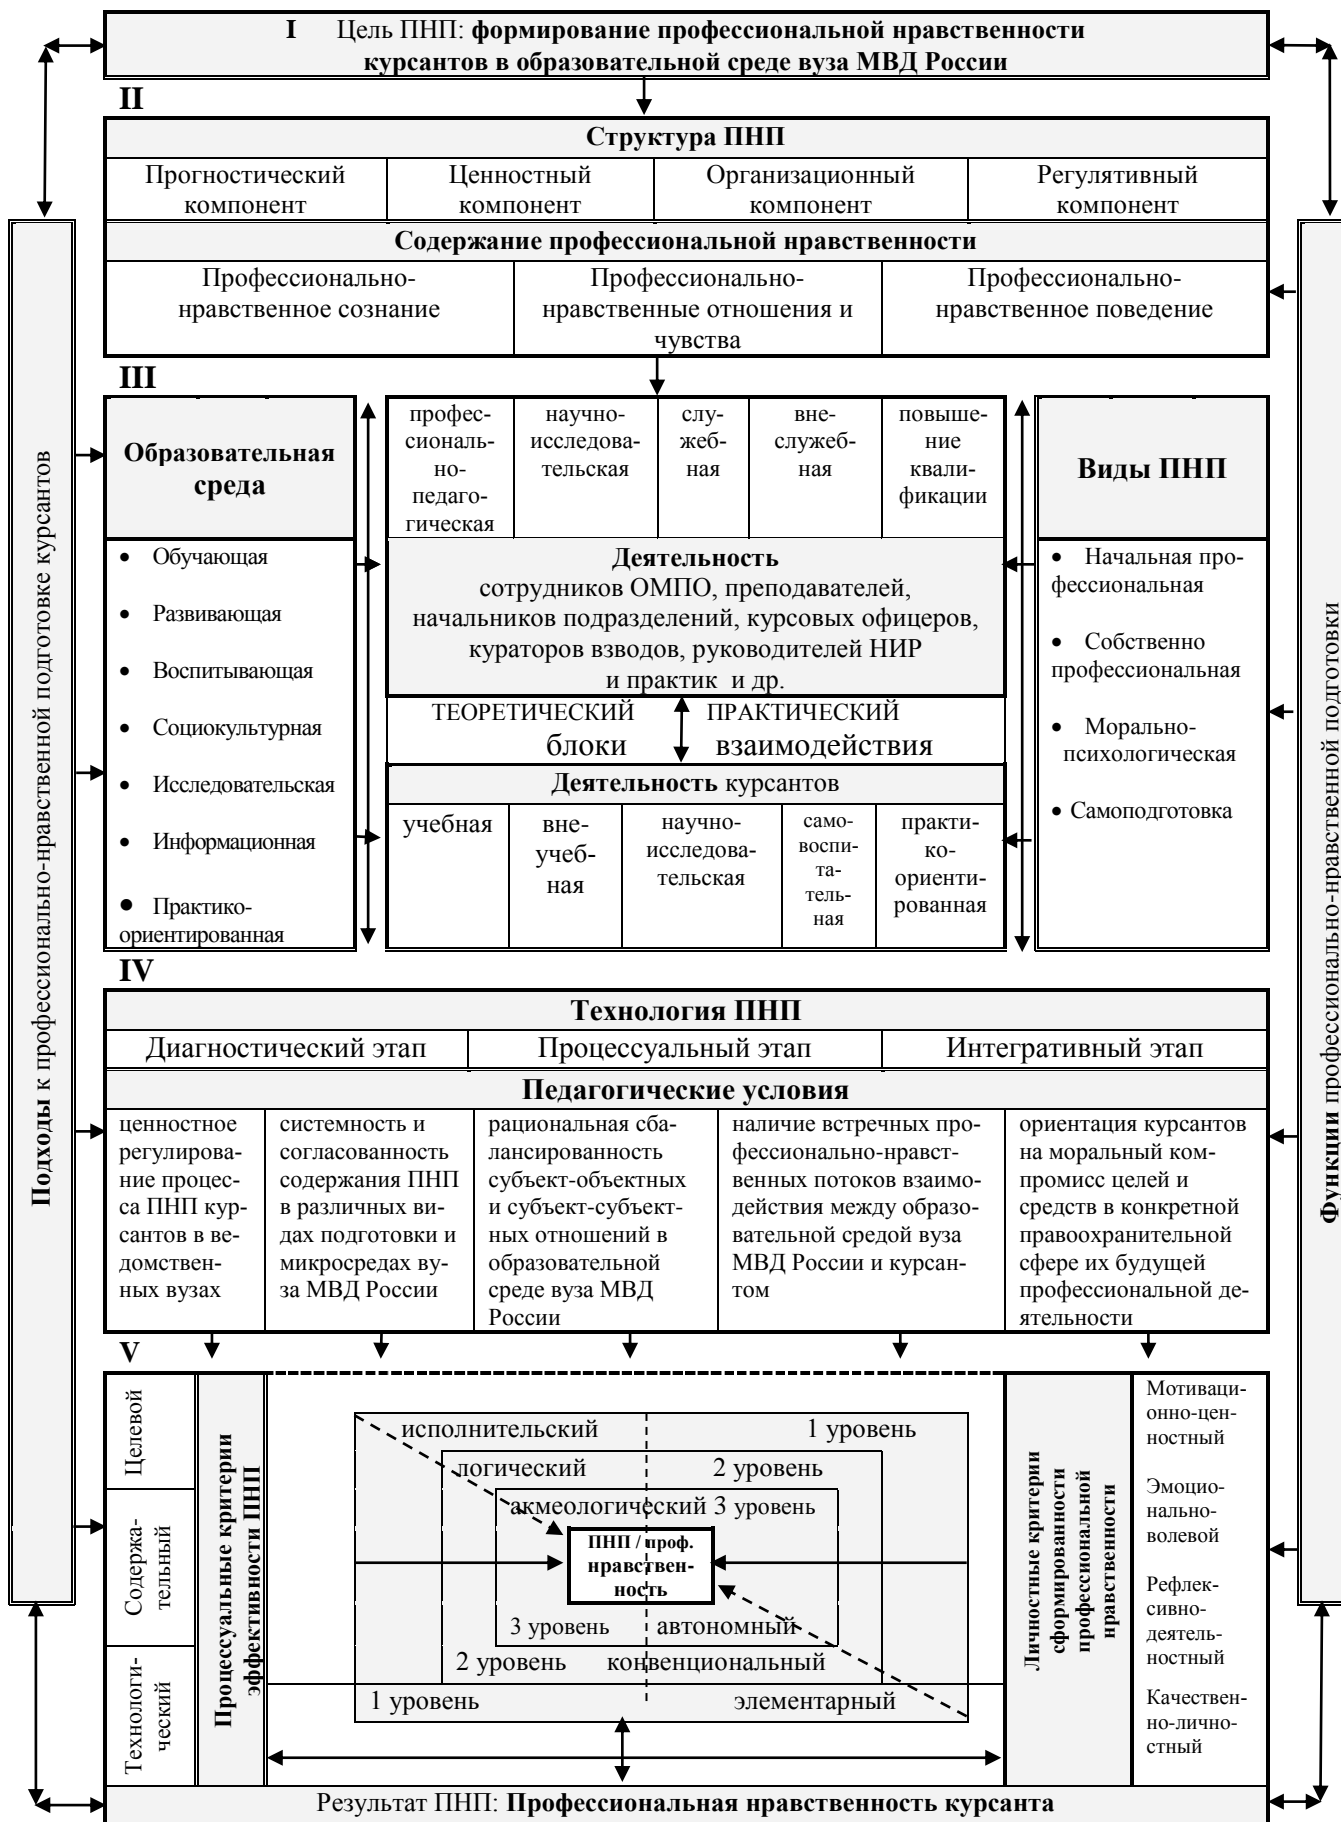 I Цель ПНП: формирование профессиональной нравственности
курсантов в образовательной среде вуза МВД России
II
Структура ПНП
Прогностический
компонент
Ценностный
компонент
Организационный
компонент
Регулятивный
компонент
Содержание профессиональной нравственности
Профессионально-
нравственное сознание
Профессионально-
нравственные отношения и
чувства
Профессионально-
нравственное поведение
Подходы к профессионально-нравственной подготовке курсантов
Функции профессионально-нравственной подготовки
III
Образовательная
среда
• Обучающая
• Развивающая
• Воспитывающая
• Социокультурная
• Исследовательская
• Информационная
• Практико-
ориентированная
профес-
сиональ-
но-
педаго-
гическая
научно-
исследова-
тельская
слу-
жеб-
ная
вне-
служеб-
ная
повыше-
ние
квали-
фикации
Деятельность
сотрудников ОМПО, преподавателей,
начальников подразделений, курсовых офицеров,
кураторов взводов, руководителей НИР
и практик и др.
ТЕОРЕТИЧЕСКИЙ ПРАКТИЧЕСКИЙ
блоки взаимодействия
Деятельность курсантов
учебная
вне-
учеб-
ная
научно-
исследова-
тельская
само-
воспи-
та-
тель-
ная
практи-
ко-
ориенти-
рованная
Виды ПНП
• Начальная про-
фессиональная
• Собственно
профессиональная
• Морально-
психологическая
• Самоподготовка
IV
Технология ПНП
Диагностический этап
Процессуальный этап
Интегративный этап
Педагогические условия
ценностное
регулирова-
ние процес-
са ПНП кур-
сантов в ве-
домствен-
ных вузах
системность и
согласованность
содержания ПНП
в различных ви-
дах подготовки и
микросредах ву-
за МВД России
рациональная сба-
лансированность
субъект-объектных
и субъект-субъект-
ных отношений в
образовательной
среде вуза МВД
России
наличие встречных про-
фессионально-нравст-
венных потоков взаимо-
действия между образо-
вательной средой вуза
МВД России и курсан-
том
ориентация курсантов
на моральный ком-
промисс целей и
средств в конкретной
правоохранительной
сфере их будущей
профессиональной де-
ятельности
V
Целевой
Содержа-
тельный
Технологи-
ческий
Процессуальные критерии
эффективности ПНП
исполнительский 1 уровень
логический 2 уровень
акмеологический 3 уровень
ПНП / проф.
нравствен-
ность
3 уровень автономный
2 уровень конвенциональный
1 уровень элементарный
Личностные критерии
сформированности
профессиональной
нравственности
Мотиваци-
онно-цен-
ностный
Эмоцио-
нально-
волевой
Рефлек-
сивно-
деятель-
ностный
Качествен-
но-лично-
стный
Результат ПНП: Профессиональная нравственность курсанта